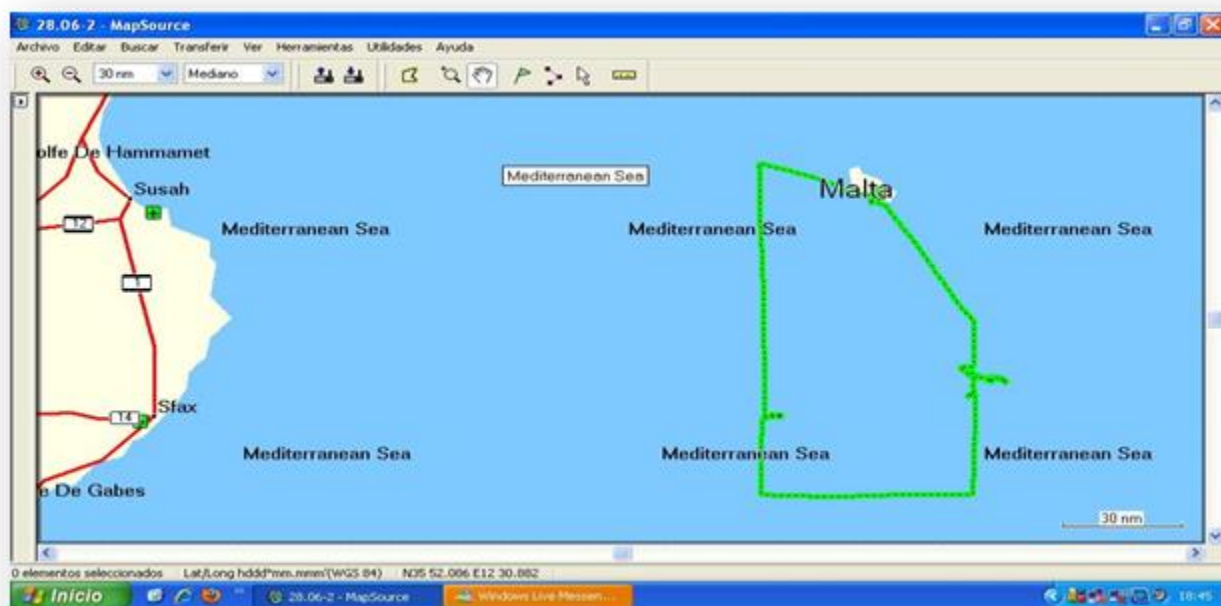 28.06-2 - MapSource
Archivo Editar Buscar Transferir Ver Herramientas Utilidades Ayuda
30 nm Mediano
olfe De Hammamet
Mediterranean Sea
Susah
Malta
12
Mediterranean Sea Mediterranean Sea Mediterranean Sea
1
Sfax
14
Mediterranean Sea Mediterranean Sea Mediterranean Sea
e De Gabes
30 nm
0 elementos seleccionados Lat/Long hddd°mm.mmm'(WGS 84) N35 52.006 E12 30.882
Inicio 28.06-2 - MapSource Windows Live Messen... 18:45